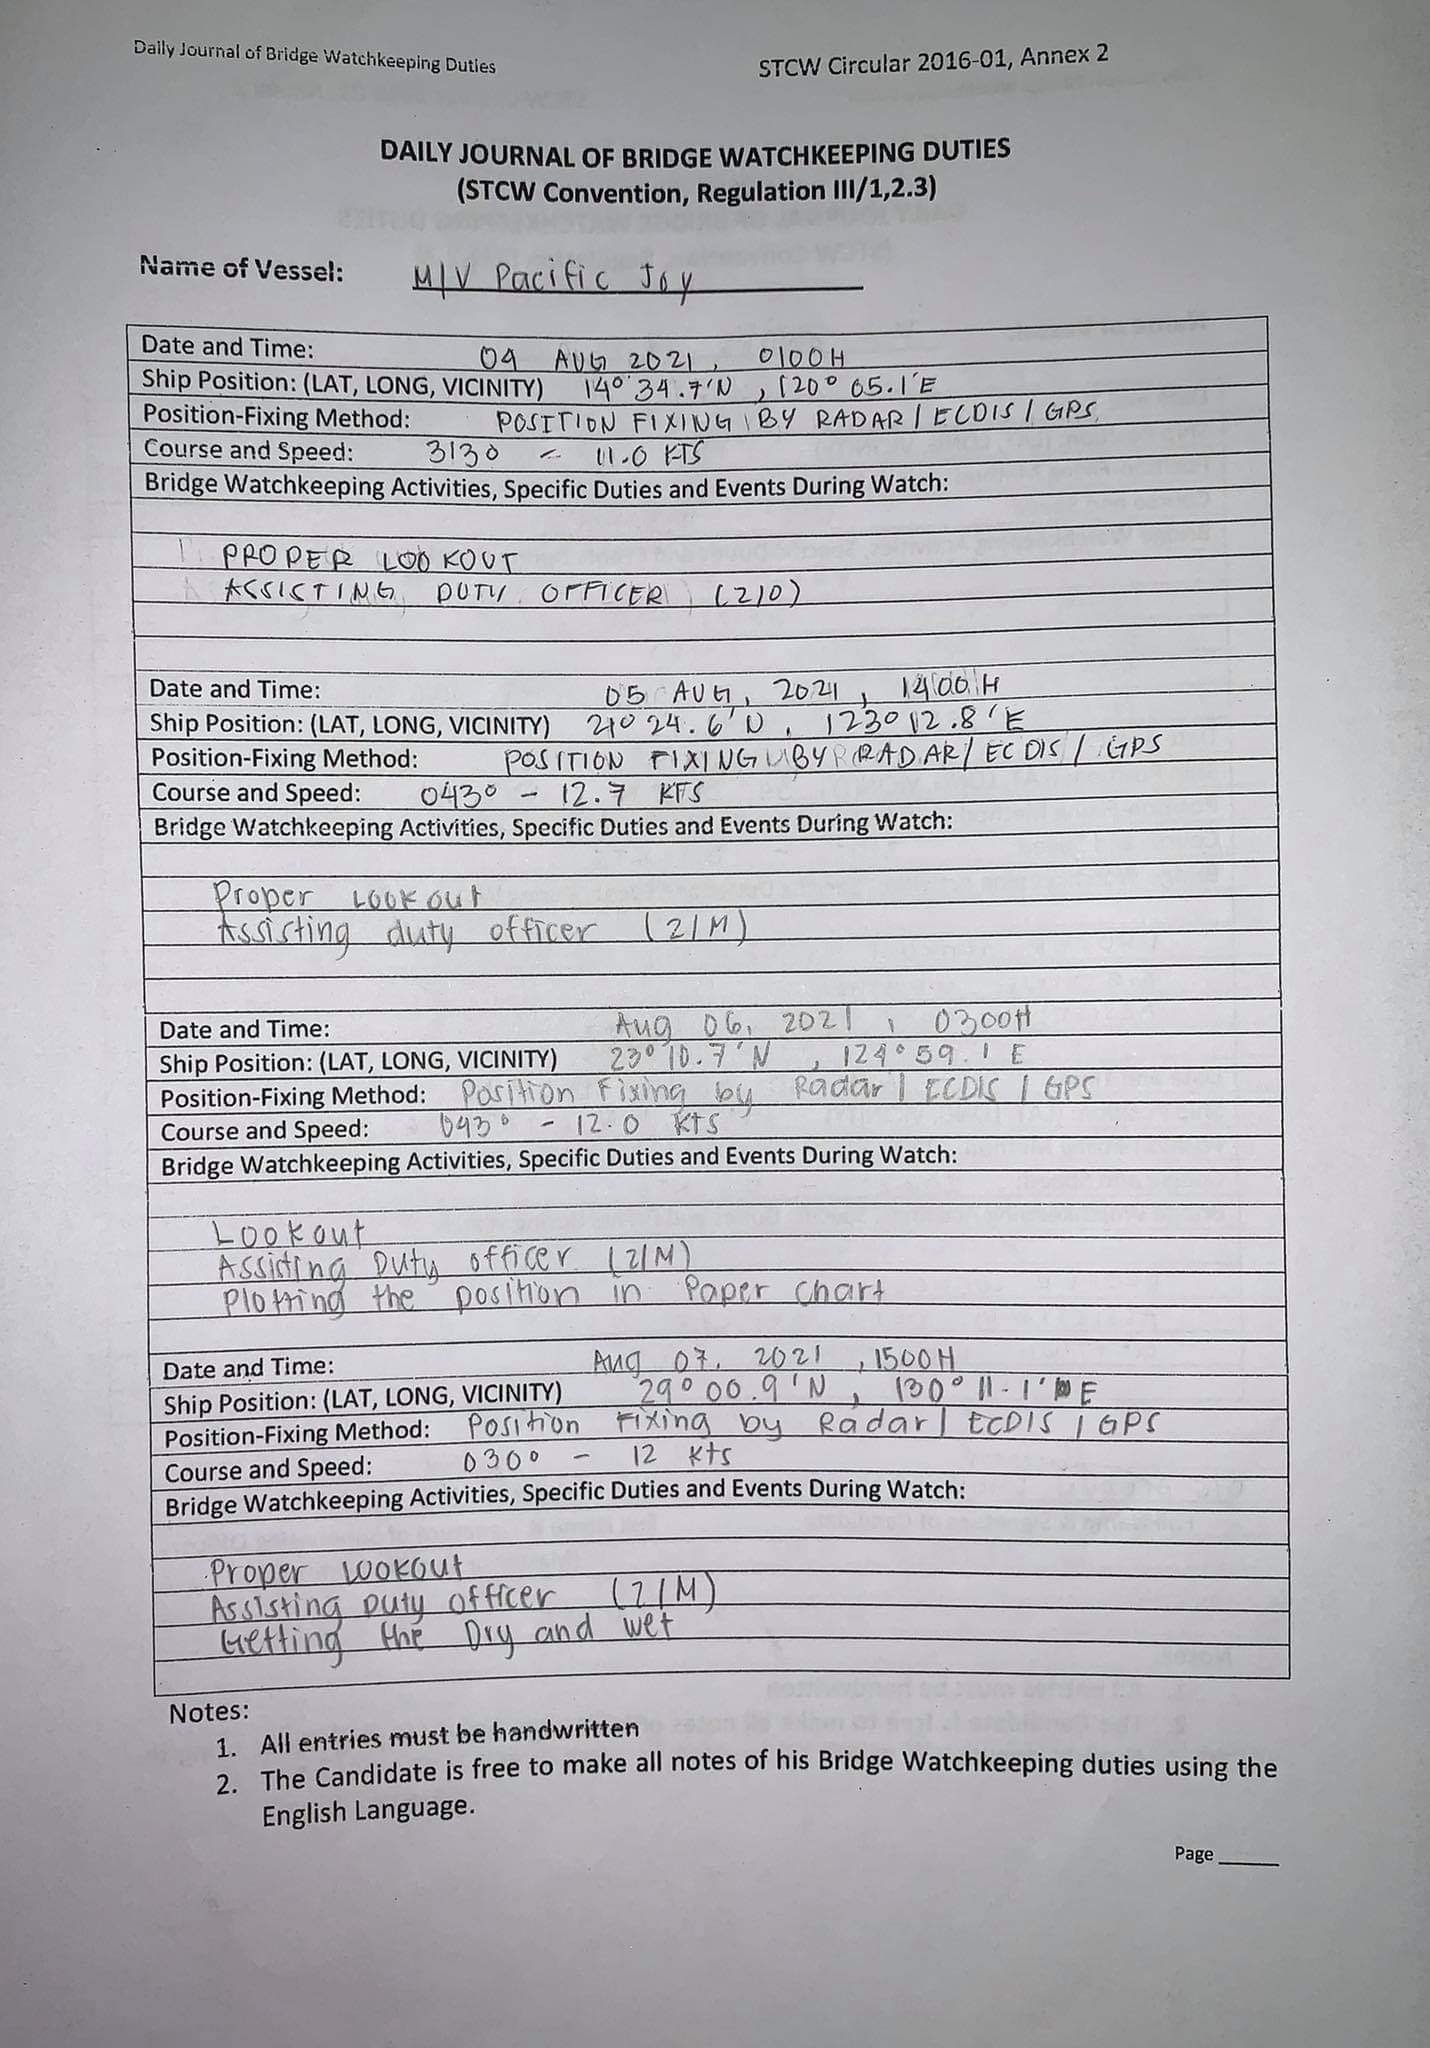 Daily Journal of Bridge Watchkeeping Duties
STCW Circular 2016-01, Annex 2
DAILY JOURNAL OF BRIDGE WATCHKEEPING DUTIES
(STCW Convention, Regulation III/1,2.3)
Name of Vessel: M/V Pacific Joy
Date and Time: 04 AUG 2021, 0100H
Ship Position: (LAT, LONG, VICINITY) 14° 34.7'N, 120° 05.1'E
Position-Fixing Method: POSITION FIXING BY RADAR / ECDIS / GPS
Course and Speed: 313° - 11.0 KTS
Bridge Watchkeeping Activities, Specific Duties and Events During Watch:
PROPER LOOKOUT
ASSISTING DUTY OFFICER (2/O)
Date and Time: 05 AUG, 2021, 1400H
Ship Position: (LAT, LONG, VICINITY) 21° 24.6'N, 123° 12.8'E
Position-Fixing Method: POSITION FIXING BY RADAR / ECDIS / GPS
Course and Speed: 043° - 12.7 KTS
Bridge Watchkeeping Activities, Specific Duties and Events During Watch:
Proper Lookout
Assisting duty officer (2/M)
Date and Time: Aug 06, 2021, 0300H
Ship Position: (LAT, LONG, VICINITY) 23° 10.7'N, 124° 59.1 E
Position-Fixing Method: Position Fixing by Radar / ECDIS / GPS
Course and Speed: 043° - 12.0 kts
Bridge Watchkeeping Activities, Specific Duties and Events During Watch:
Lookout
Assisting Duty officer (2/M)
Plotting the position in Paper chart
Date and Time: Aug 07, 2021, 1500H
Ship Position: (LAT, LONG, VICINITY) 29° 00.9'N, 130° 11.1' E
Position-Fixing Method: Position Fixing by Radar / ECDIS / GPS
Course and Speed: 030° - 12 kts
Bridge Watchkeeping Activities, Specific Duties and Events During Watch:
Proper Lookout
Assisting Duty officer (2/M)
Getting the Dry and wet
Notes:
1. All entries must be handwritten
2. The Candidate is free to make all notes of his Bridge Watchkeeping duties using the
English Language.
Page